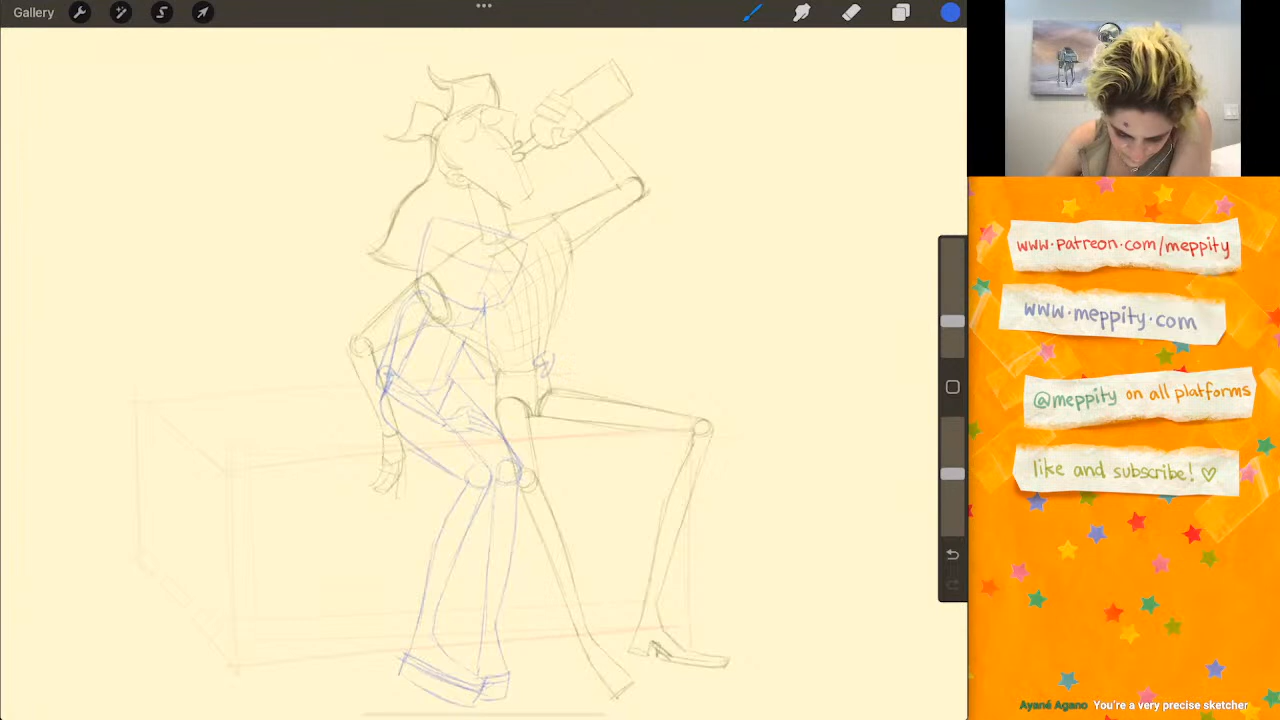 Gallery
www.patreon.com/meppity
www.meppity.com
@meppity on all platforms
like and subscribe! ♡
Ayané Agano You're a very precise sketcher